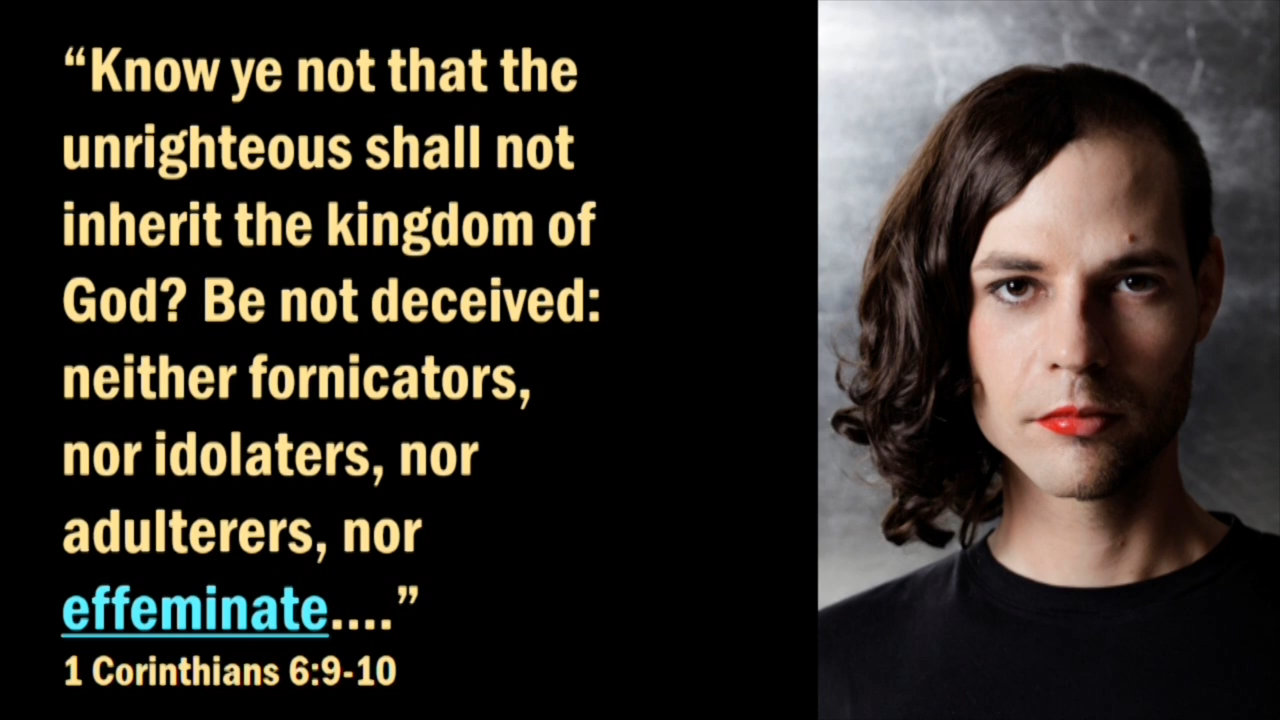 “Know ye not that the
unrighteous shall not
inherit the kingdom of
God? Be not deceived:
neither fornicators,
nor idolaters, nor
adulterers, nor
effeminate....”
1 Corinthians 6:9-10